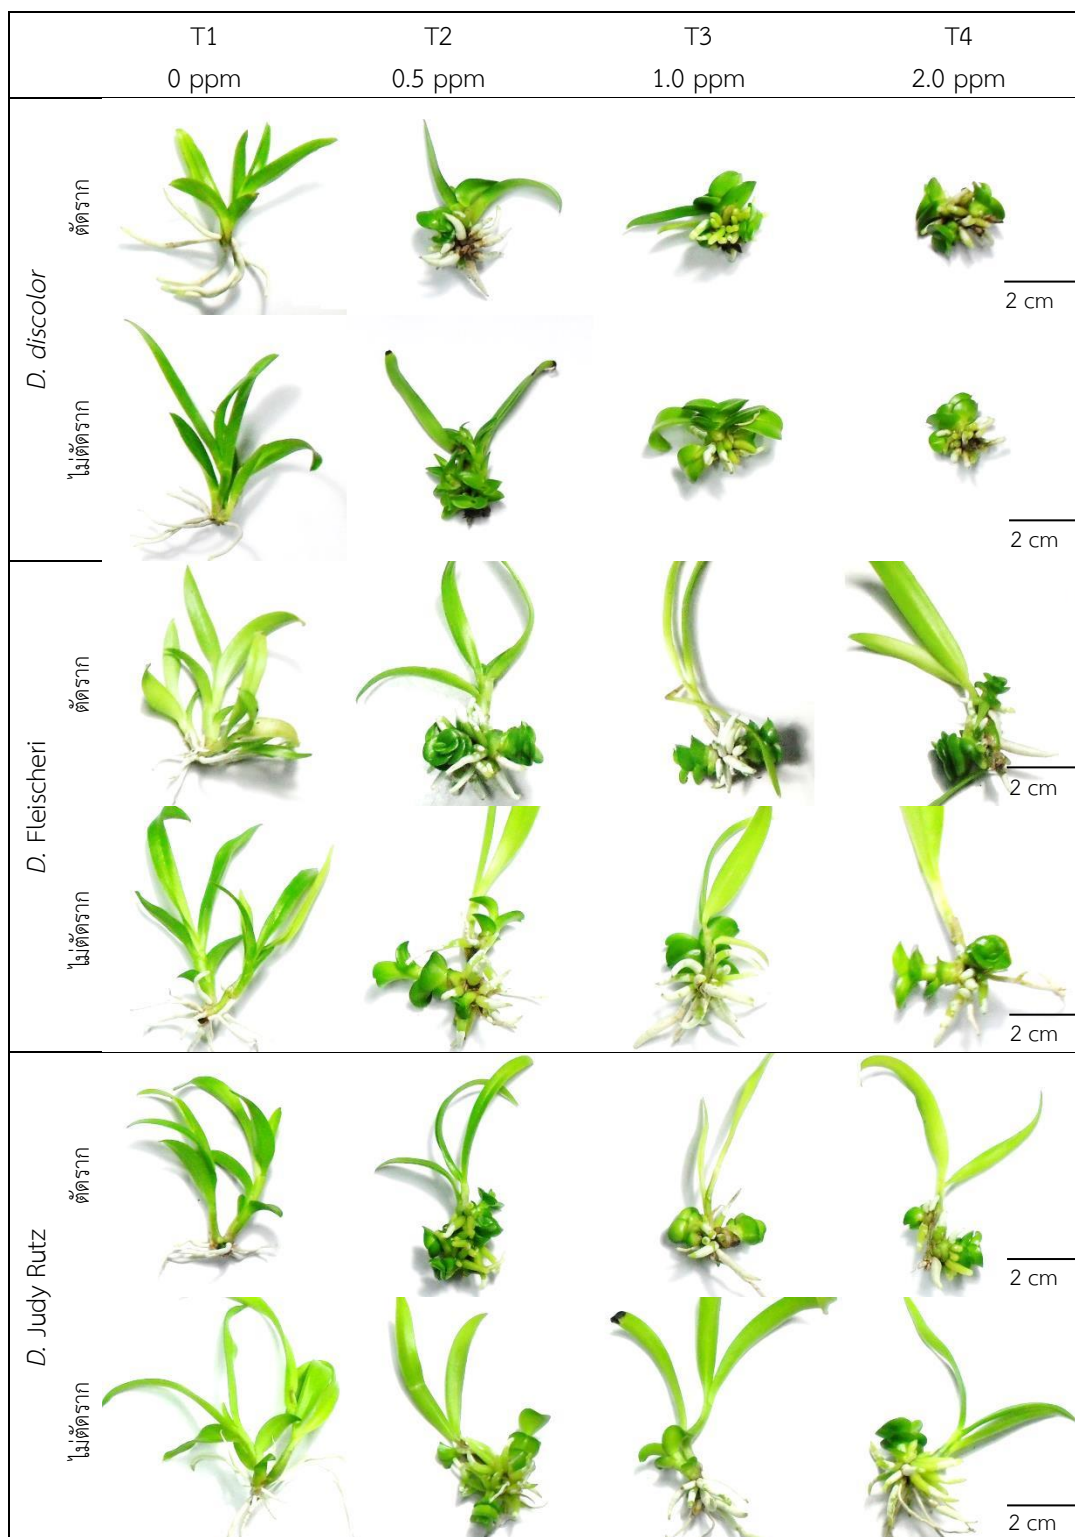 T1 T2 T3 T4
0 ppm 0.5 ppm 1.0 ppm 2.0 ppm
D. discolor
ตัดราก
2 cm
ไม่ตัดราก
2 cm
D. Fleischeri
ตัดราก
2 cm
ไม่ตัดราก
2 cm
D. Judy Rutz
ตัดราก
2 cm
ไม่ตัดราก
2 cm